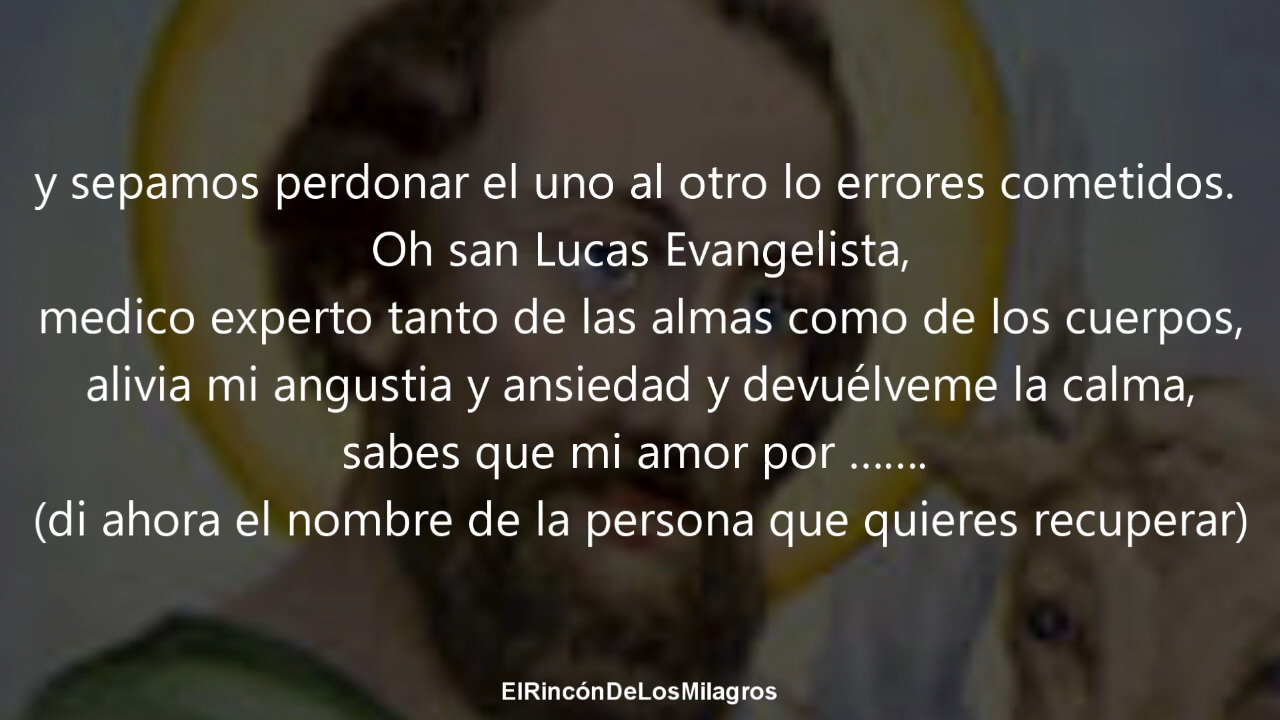 y sepamos perdonar el uno al otro lo errores cometidos.
Oh san Lucas Evangelista,
medico experto tanto de las almas como de los cuerpos,
alivia mi angustia y ansiedad y devuélveme la calma,
sabes que mi amor por …….
(di ahora el nombre de la persona que quieres recuperar)
ElRincónDeLosMilagros